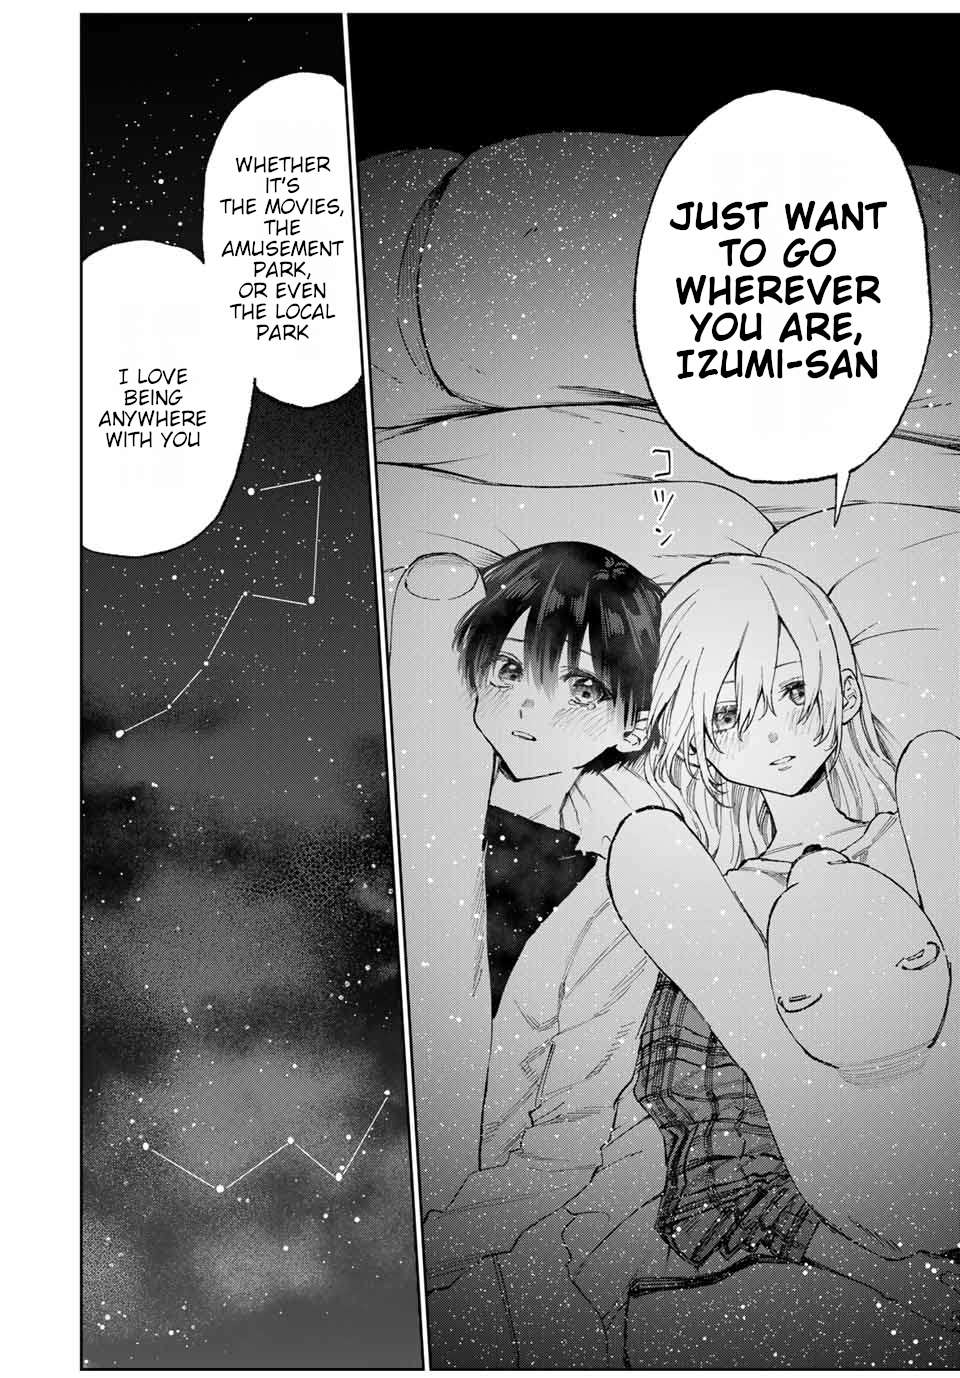 JUST WANT
TO GO
WHEREVER
YOU ARE,
IZUMI-SAN
コツン
WHETHER
IT'S
THE MOVIES,
THE
AMUSEMENT
PARK,
OR EVEN
THE LOCAL
PARK
I LOVE
BEING
ANYWHERE
WITH YOU